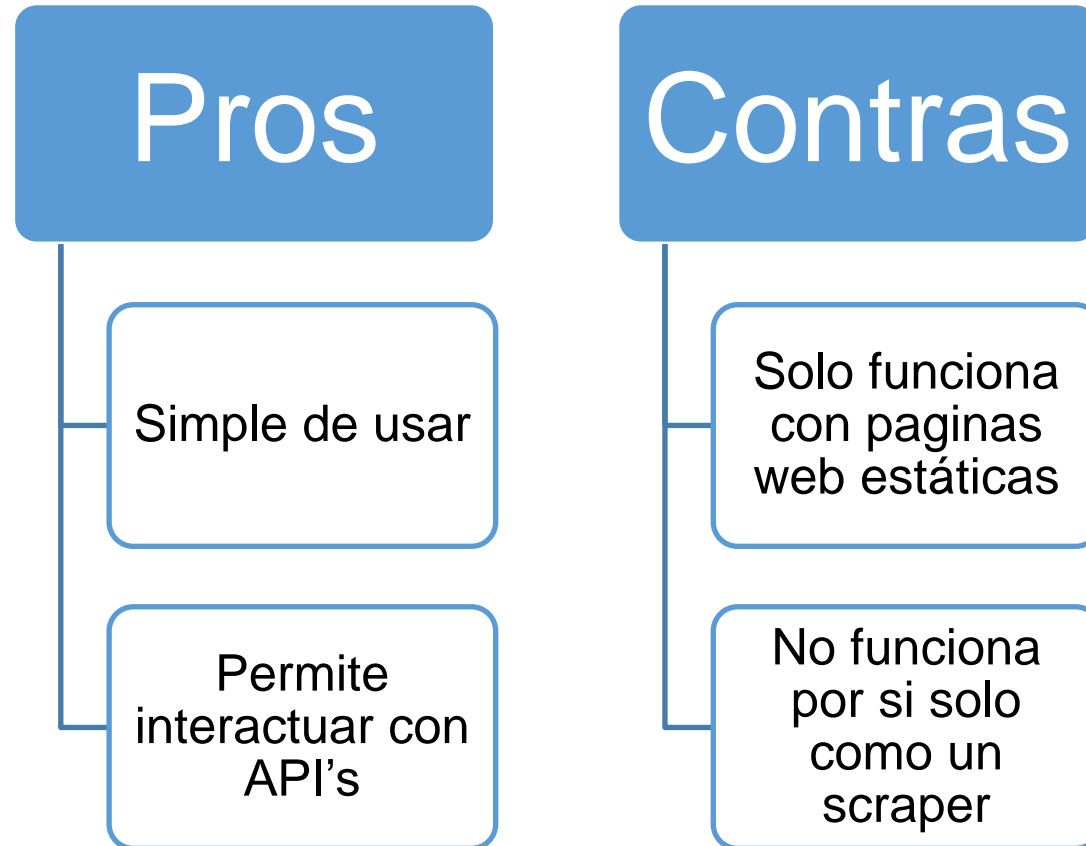 Pros
Simple de usar
Permite
interactuar con
API’s
Contras
Solo funciona
con paginas
web estáticas
No funciona
por si solo
como un
scraper